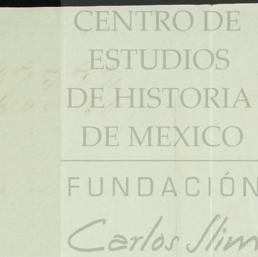 CENTRO DE
ESTUDIOS
DE HISTORIA
DE MEXICO
FUNDACIÓN
Carlos Slim